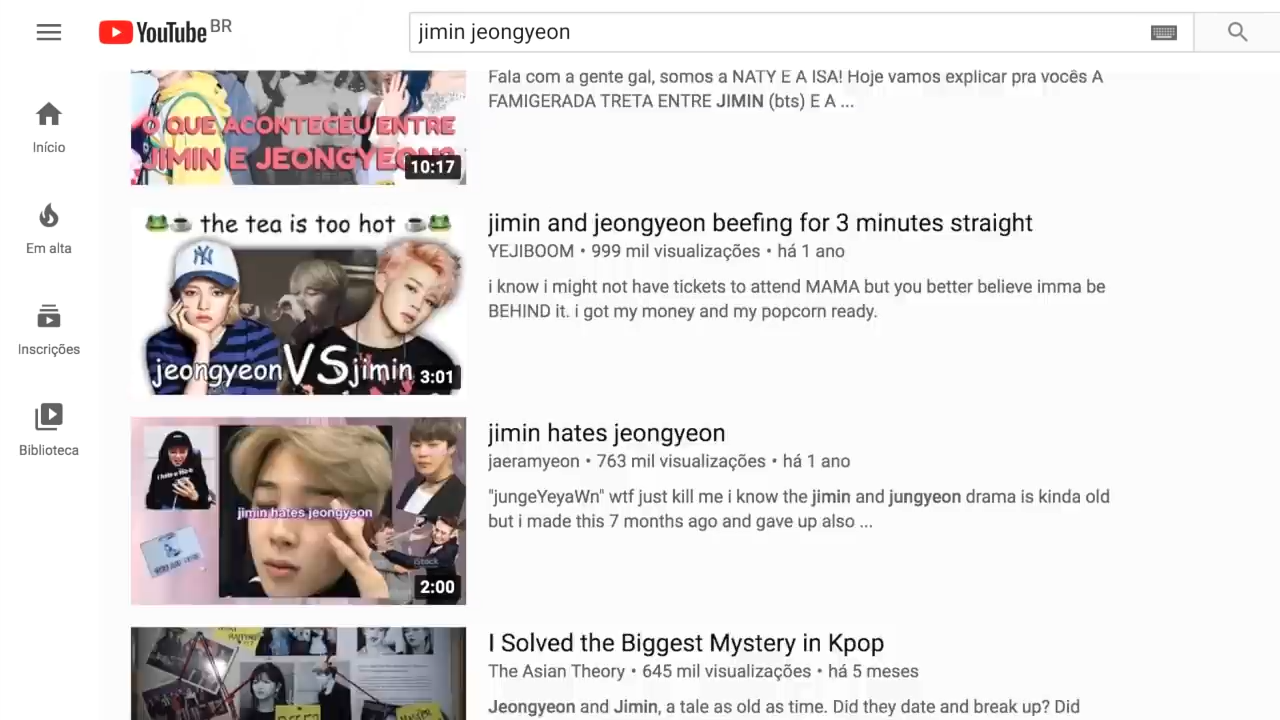 YouTube BR
jimin jeongyeon
Início
Em alta
Inscrições
Biblioteca
O QUE ACONTECEU ENTRE
JIMIN E JEONGYEON?
10:17
Fala com a gente gal, somos a NATY E A ISA! Hoje vamos explicar pra vocês A
FAMIGERADA TRETA ENTRE JIMIN (bts) E A ...
the tea is too hot
jeongyeon VS jimin
3:01
jimin and jeongyeon beefing for 3 minutes straight
YEJIBOOM • 999 mil visualizações • há 1 ano
i know i might not have tickets to attend MAMA but you better believe imma be
BEHIND it. i got my money and my popcorn ready.
jimin hates jeongyeon
iStock
2:00
jimin hates jeongyeon
jaeramyeon • 763 mil visualizações • há 1 ano
"jungeYeyaWn" wtf just kill me i know the jimin and jungyeon drama is kinda old
but i made this 7 months ago and gave up also ...
I Solved the Biggest Mystery in Kpop
The Asian Theory • 645 mil visualizações • há 5 meses
Jeongyeon and Jimin, a tale as old as time. Did they date and break up? Did